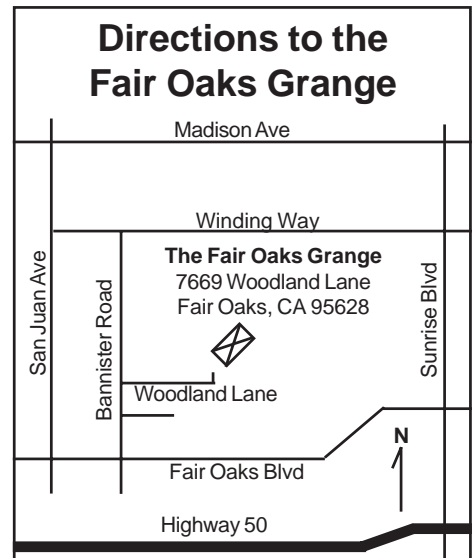 Directions to the
Fair Oaks Grange
Madison Ave
Winding Way
The Fair Oaks Grange
7669 Woodland Lane
Fair Oaks, CA 95628
San Juan Ave
Bannister Road
Sunrise Blvd
Woodland Lane
N
Fair Oaks Blvd
Highway 50